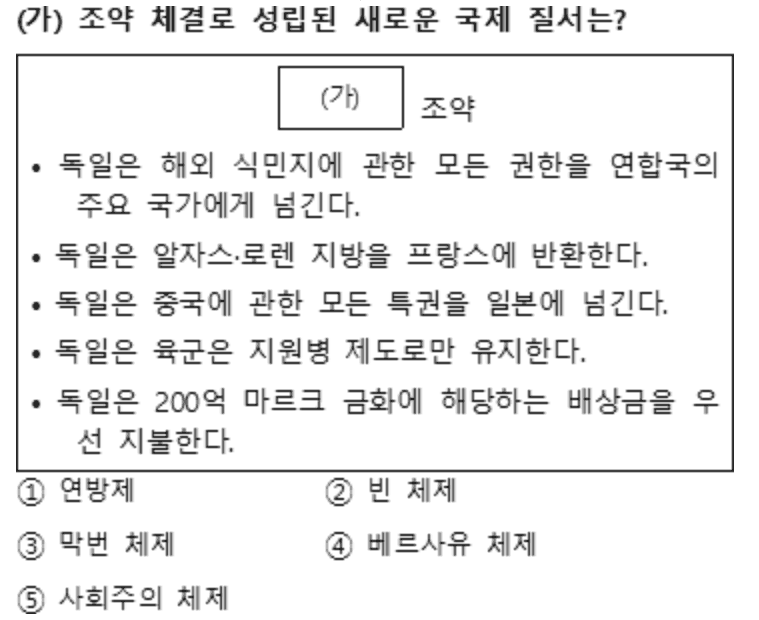 (가) 조약 체결로 성립된 새로운 국제 질서는?
(가) 조약
• 독일은 해외 식민지에 관한 모든 권한을 연합국의
주요 국가에게 넘긴다.
• 독일은 알자스·로렌 지방을 프랑스에 반환한다.
• 독일은 중국에 관한 모든 특권을 일본에 넘긴다.
• 독일은 육군은 지원병 제도로만 유지한다.
• 독일은 200억 마르크 금화에 해당하는 배상금을 우
선 지불한다.
① 연방제 ② 빈 체제
③ 막번 체제 ④ 베르사유 체제
⑤ 사회주의 체제